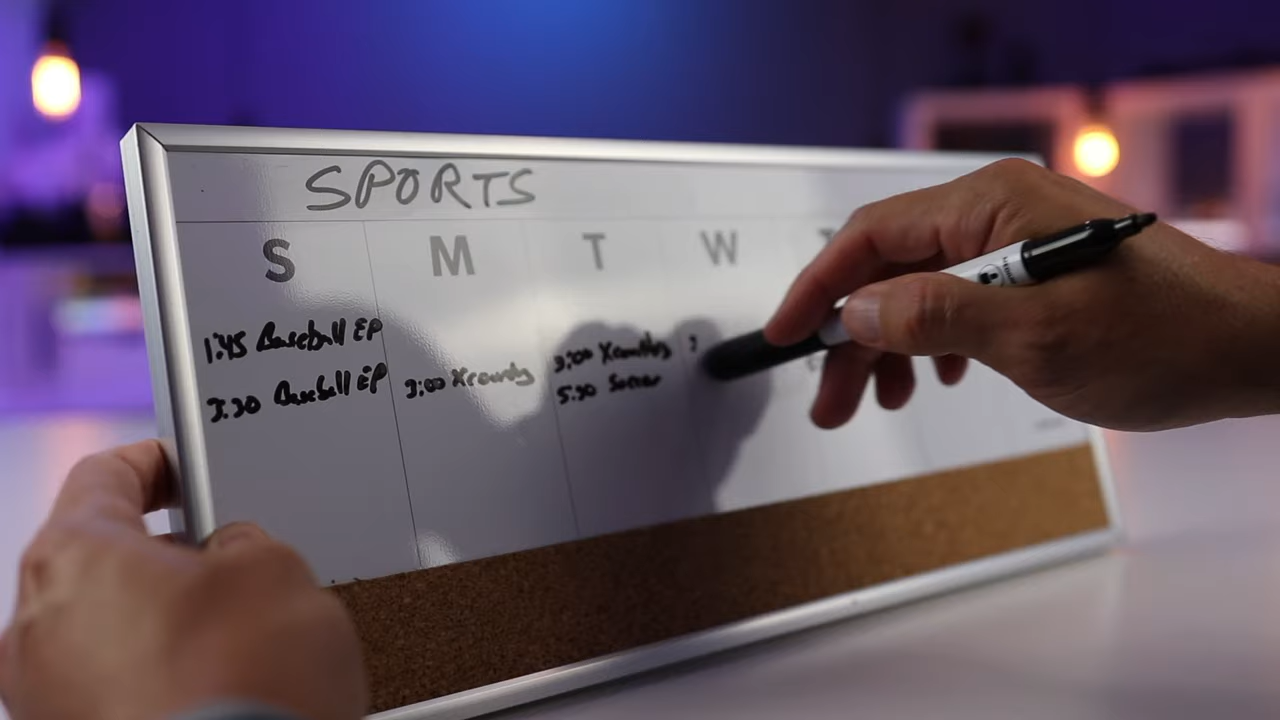 SPORTS
S M T W
1:45 Baseball EP
3:30 Baseball EP
3:00 Xcountry
3:00 Xcountry
5:30 Soccer